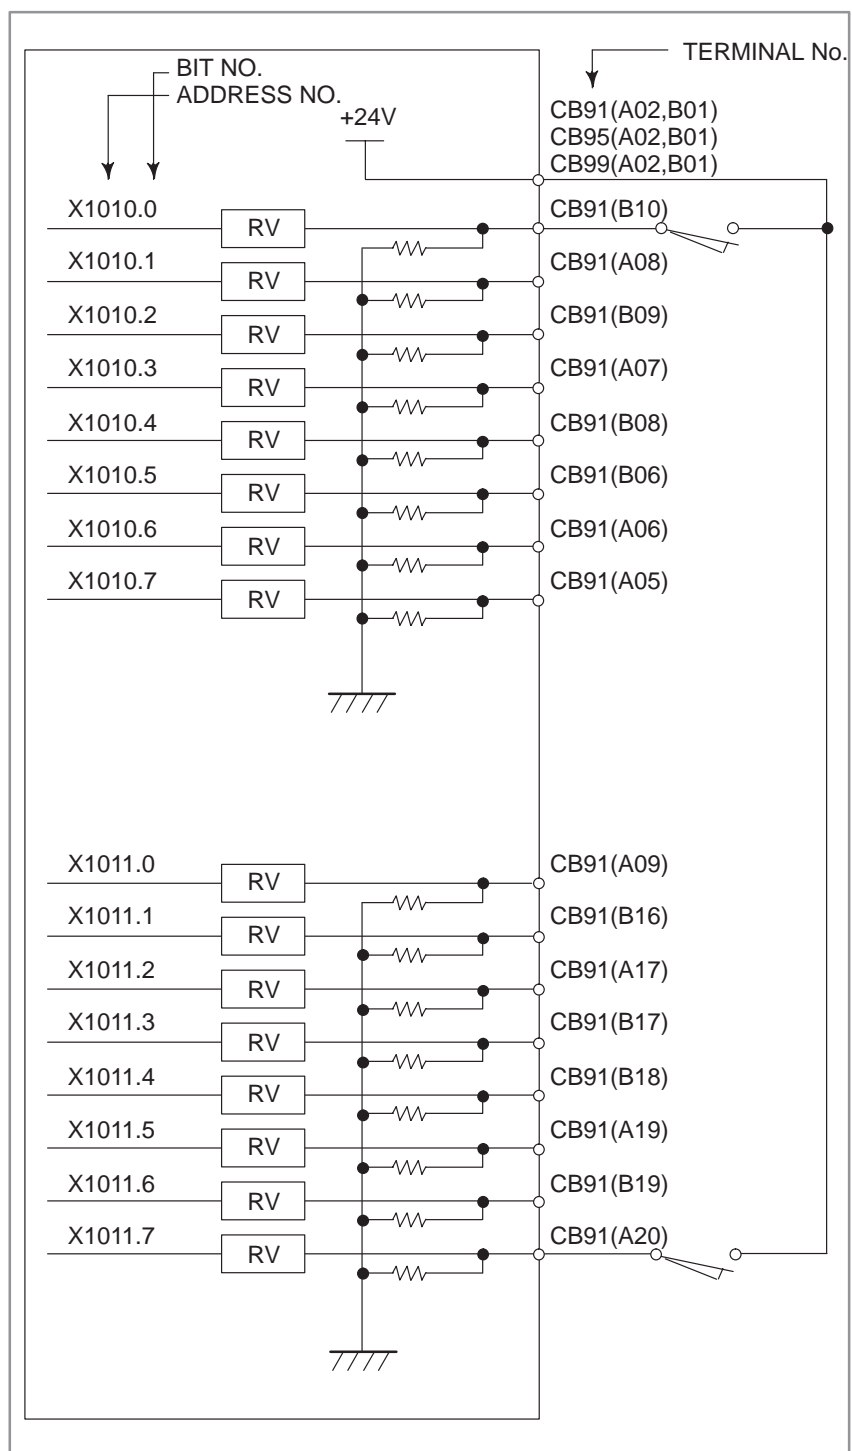 TERMINAL No.
BIT NO.
ADDRESS NO.
+24V
CB91(A02,B01)
CB95(A02,B01)
CB99(A02,B01)
X1010.0 RV CB91(B10)
X1010.1 RV CB91(A08)
X1010.2 RV CB91(B09)
X1010.3 RV CB91(A07)
X1010.4 RV CB91(B08)
X1010.5 RV CB91(B06)
X1010.6 RV CB91(A06)
X1010.7 RV CB91(A05)
X1011.0 RV CB91(A09)
X1011.1 RV CB91(B16)
X1011.2 RV CB91(A17)
X1011.3 RV CB91(B17)
X1011.4 RV CB91(B18)
X1011.5 RV CB91(A19)
X1011.6 RV CB91(B19)
X1011.7 RV CB91(A20)